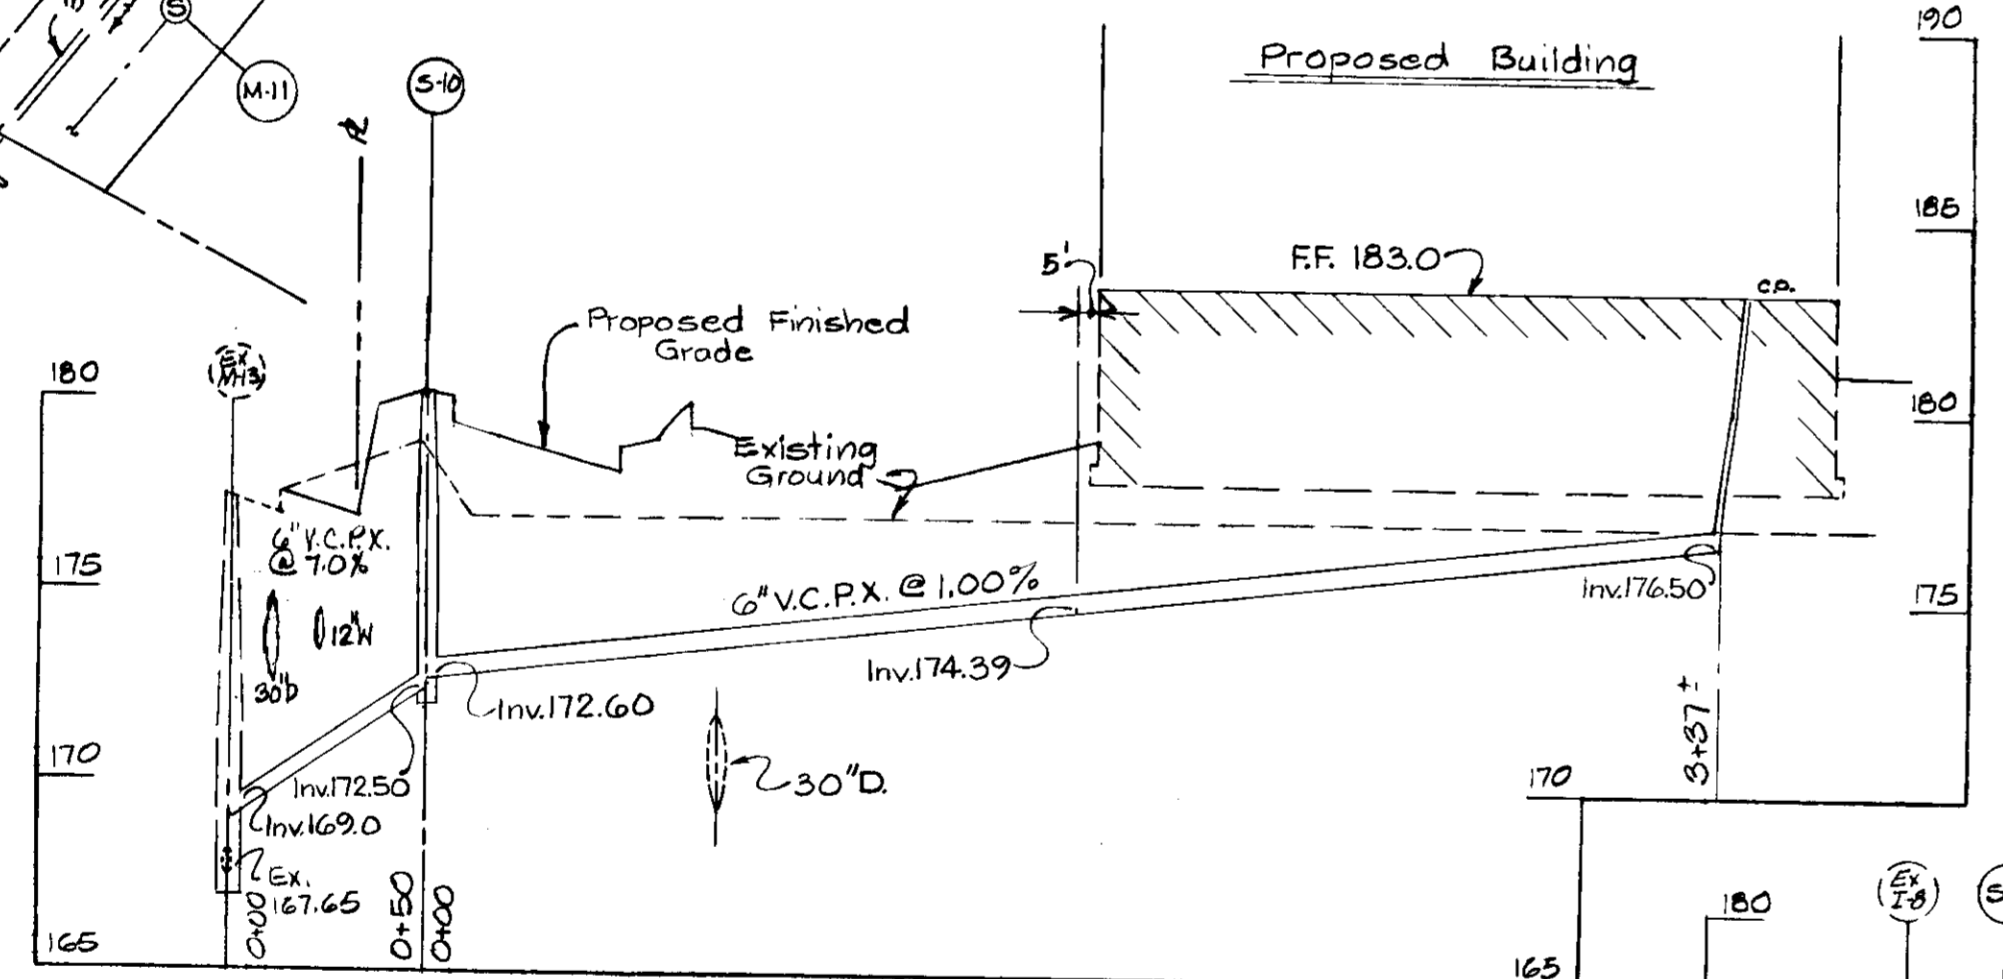 S
M-11
S-10
P
Proposed Building
190
185
180
175
170
165
F.F. 183.0
c.o.
5'
Proposed Finished
Grade
Existing
Ground
Ex
M-13
180
175
170
165
6" V.C.P.X.
@ 7.0%
12"W
30"D
6" V.C.P.X. @ 1.00%
Inv.176.50
Inv.174.39
Inv.172.60
Inv.172.50
Inv.169.0
Ex.
167.65
30"D.
0+00
0+50
0+00
3+37±
180
Ex
I-8
S